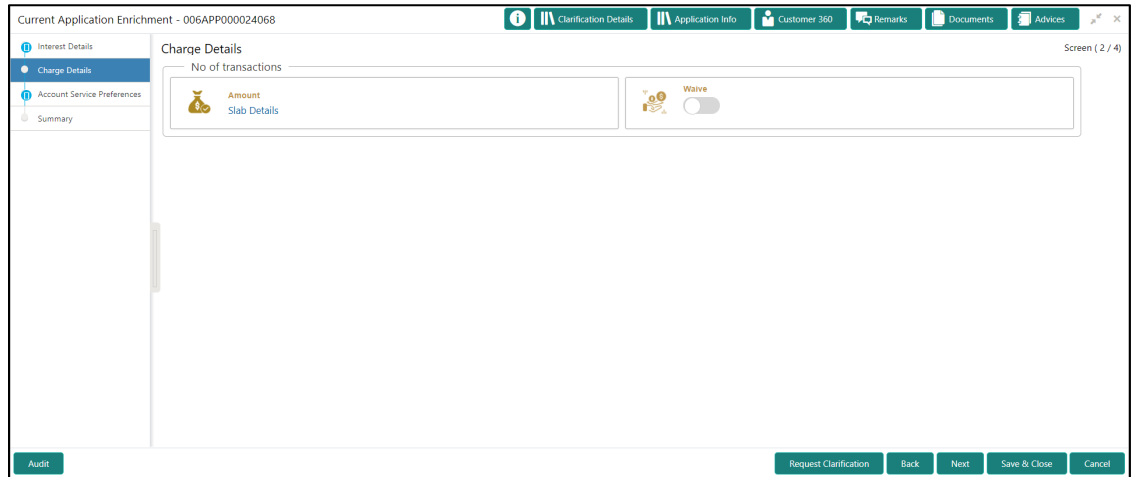 Current Application Enrichment - 006APP000024068
Clarification Details
Application Info
Customer 360
Remarks
Documents
Advices
Interest Details
Charge Details
Account Service Preferences
Summary
Charge Details
Screen ( 2 / 4)
No of transactions
Amount
Slab Details
Waive
Audit
Request Clarification
Back
Next
Save & Close
Cancel